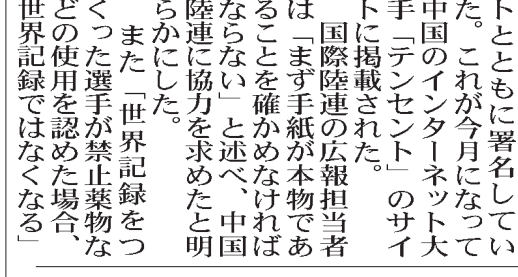 トとともに署名してい
た。これが今月になって
中国のインターネット大
手「テンセント」のサイ
トに掲載された。
国際陸連の広報担当者
は「まず手紙が本物であ
ることを確かめなければ
ならない」と述べ、中国
陸連に協力を求めたと明
らかにした。
また「世界記録をつ
くった選手が禁止薬物な
どの使用を認めた場合、
世界記録ではなくなる」